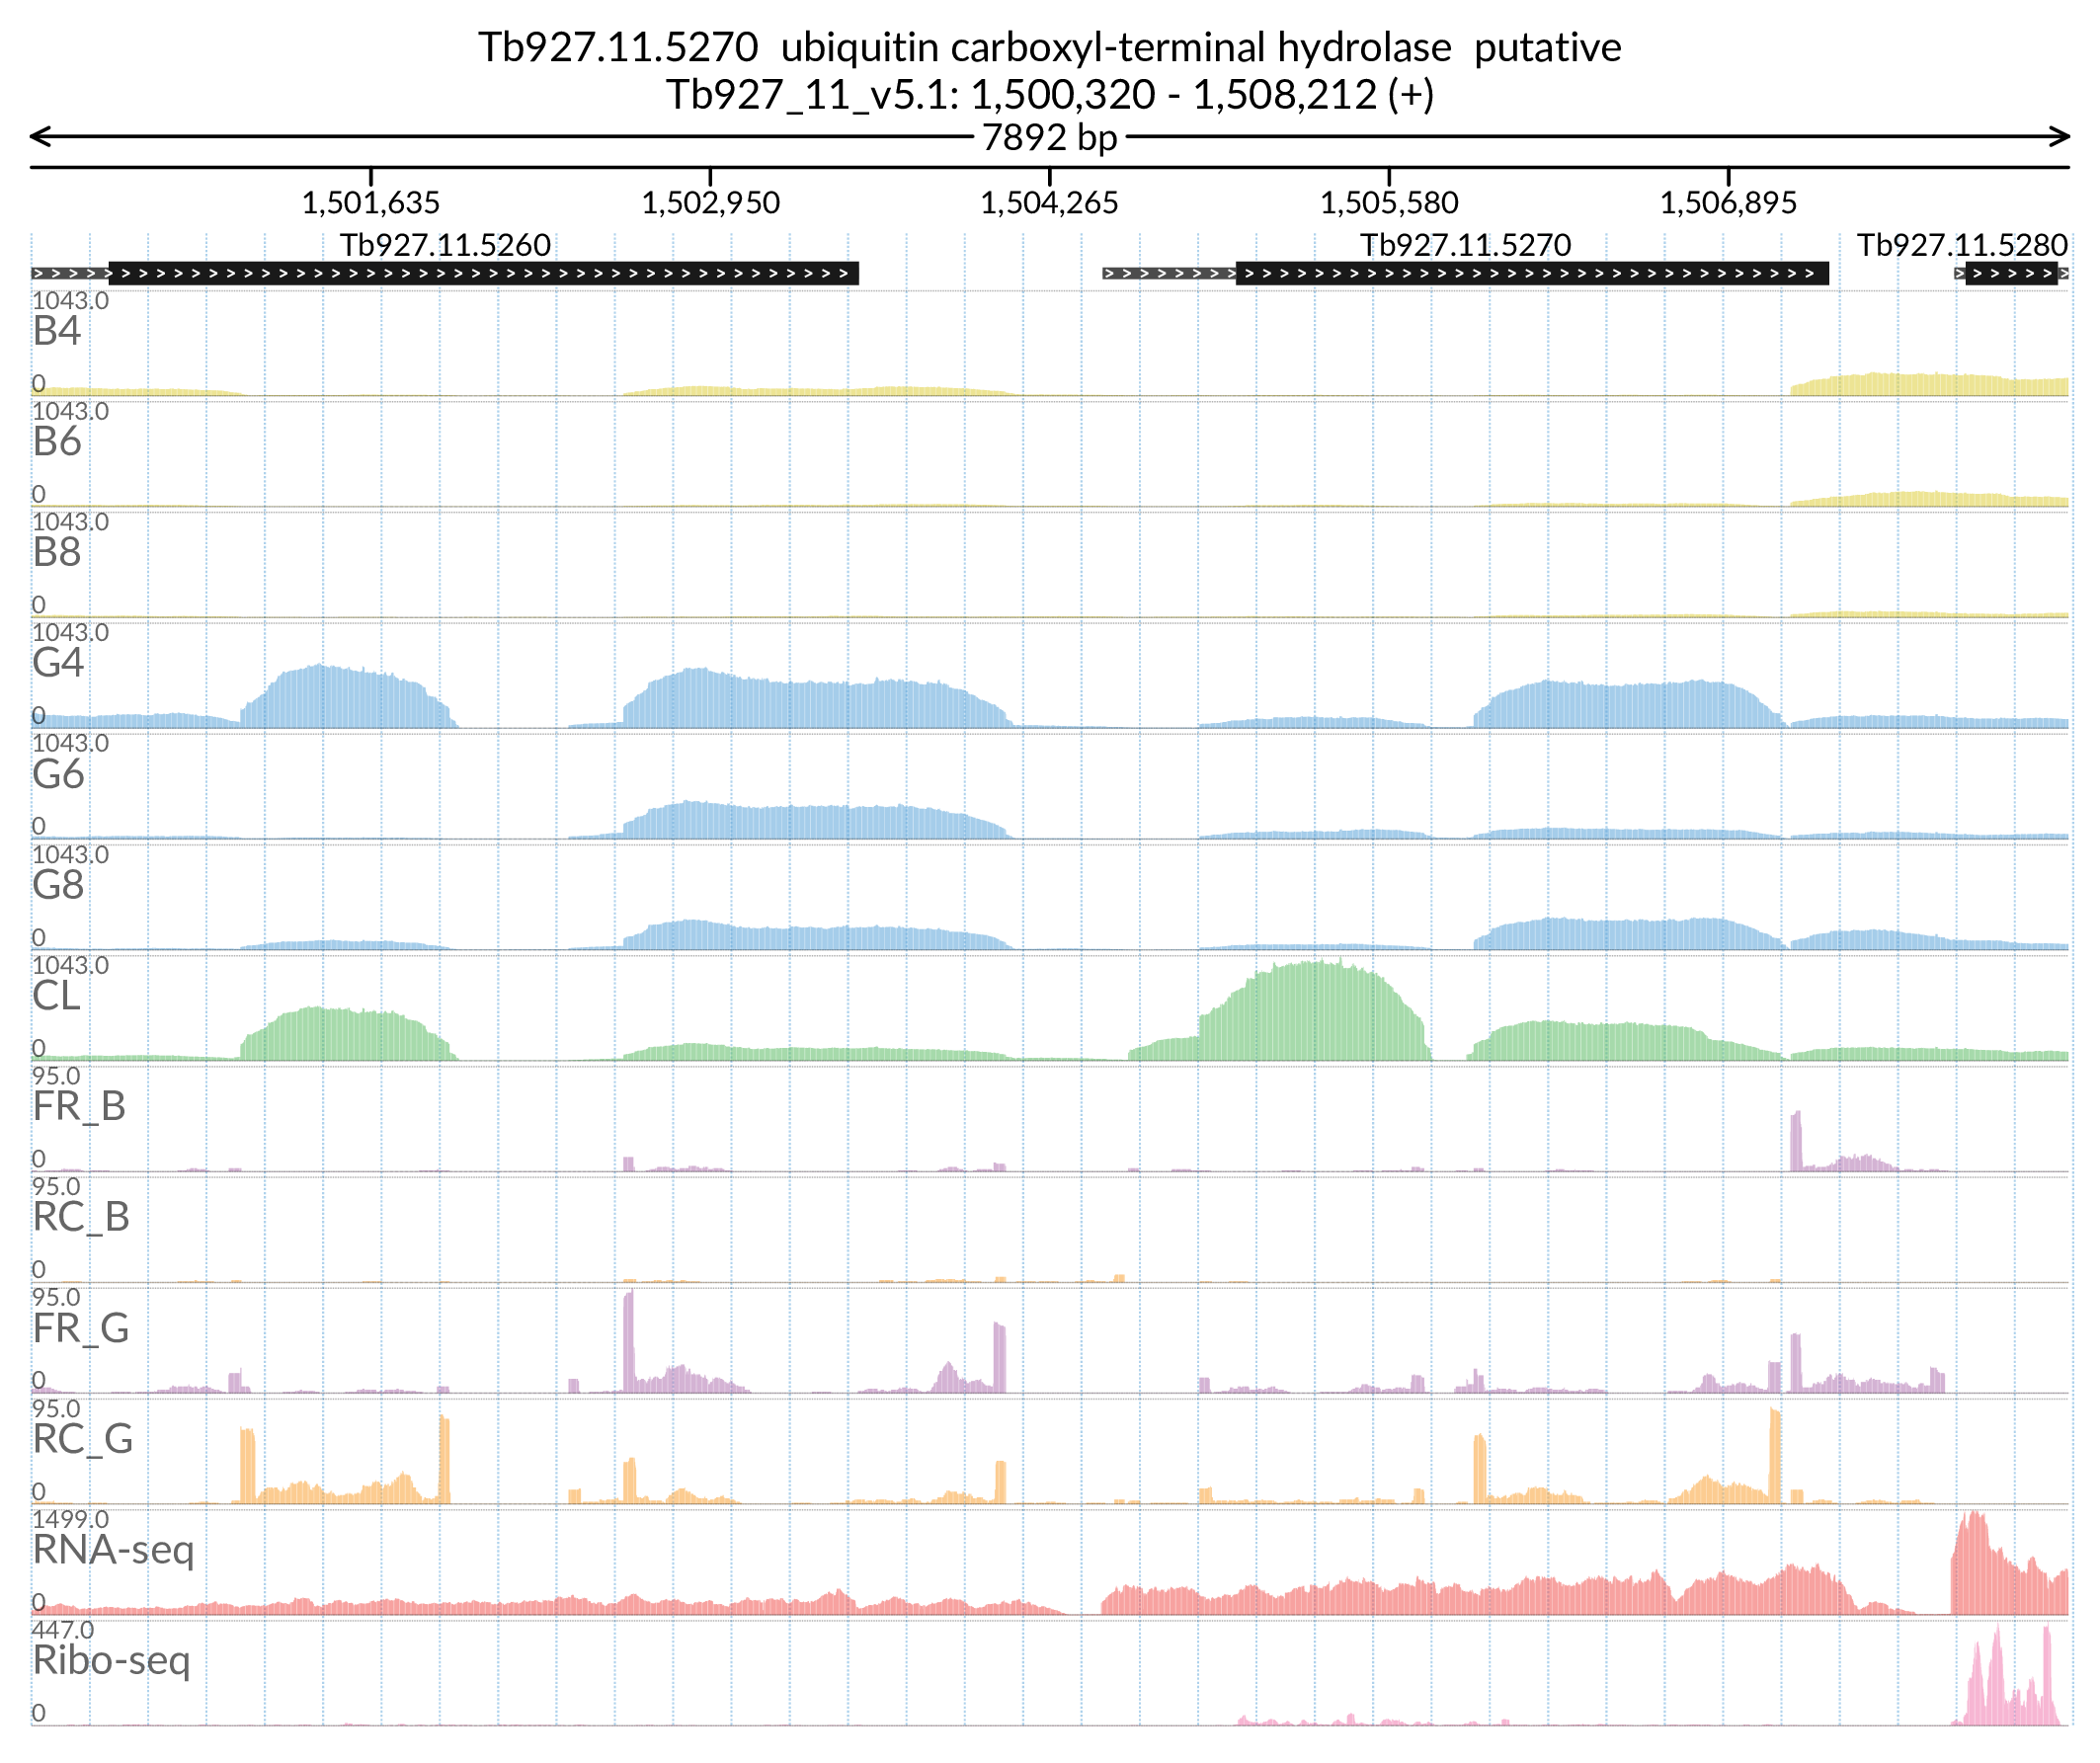 Tb927.11.5270  ubiquitin carboxyl-terminal hydrolase  putative
Tb927_11_v5.1: 1,500,320 - 1,508,212 (+)
7892 bp
1,501,635 1,502,950 1,504,265 1,505,580 1,506,895
Tb927.11.5260 Tb927.11.5270 Tb927.11.5280
1043.0
B4
0
1043.0
B6
0
1043.0
B8
0
1043.0
G4
0
1043.0
G6
0
1043.0
G8
0
1043.0
CL
0
95.0
FR_B
0
95.0
RC_B
0
95.0
FR_G
0
95.0
RC_G
0
1499.0
RNA-seq
0
447.0
Ribo-seq
0